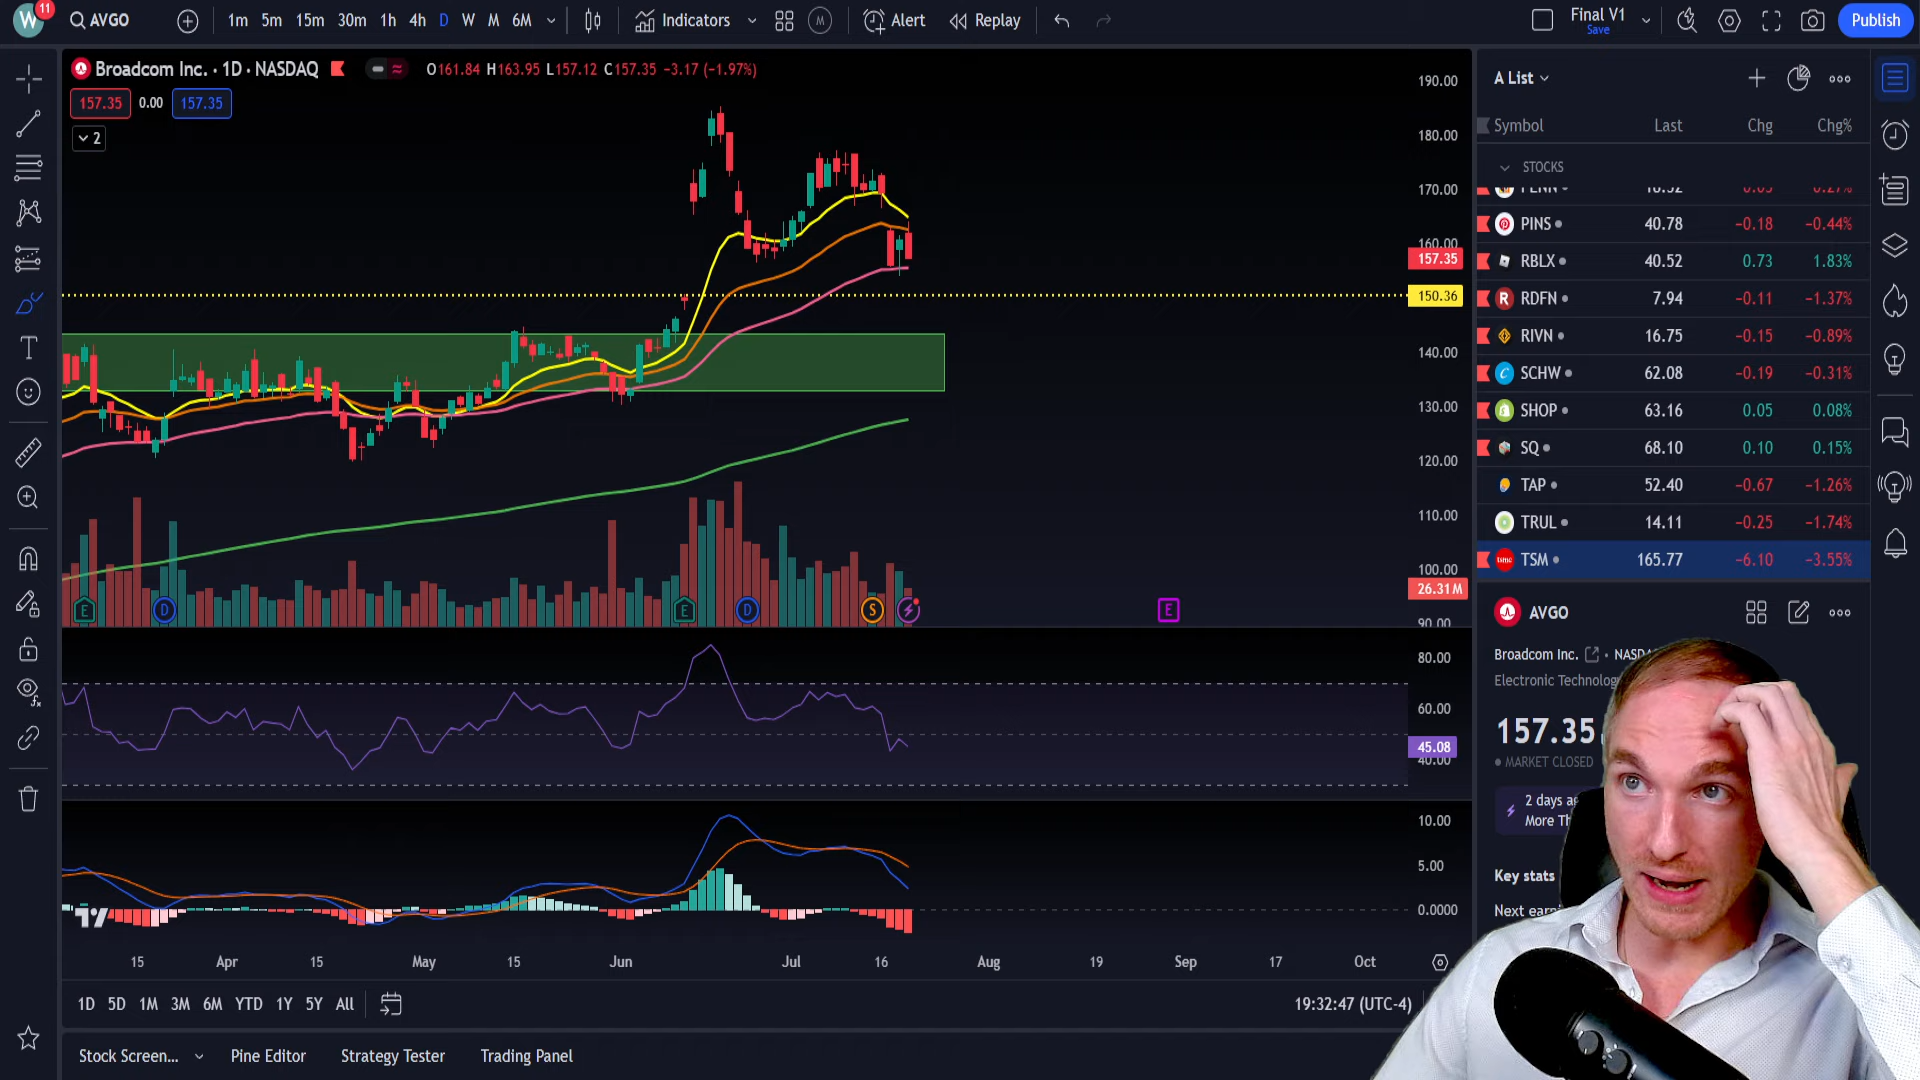 W 11 AVGO 1m 5m 15m 30m 1h 4h D W M 6M Indicators M Alert Replay Final V1 Save Publish
Broadcom Inc. · 1D · NASDAQ O161.84 H163.95 L157.12 C157.35 −3.17 (−1.97%)
157.35 0.00 157.35
2
190.00
180.00
170.00
160.00
157.35
150.36
140.00
130.00
120.00
110.00
100.00
26.31M
90.00
E D E D S E
80.00
60.00
45.08
40.00
10.00
5.00
0.0000
15 Apr 15 May 15 Jun Jul 16 Aug 19 Sep 17 Oct
1D 5D 1M 3M 6M YTD 1Y 5Y All 19:32:47 (UTC-4)
Stock Screen... Pine Editor Strategy Tester Trading Panel
A List
Symbol Last Chg Chg%
STOCKS
PENN
PINS 40.78 −0.18 −0.44%
RBLX 40.52 0.73 1.83%
RDFN 7.94 −0.11 −1.37%
RIVN 16.75 −0.15 −0.89%
SCHW 62.08 −0.19 −0.31%
SHOP 63.16 0.05 0.08%
SQ 68.10 0.10 0.15%
TAP 52.40 −0.67 −1.26%
TRUL 14.11 −0.25 −1.74%
TSM 165.77 −6.10 −3.55%
AVGO
Broadcom Inc. •
Electronic
157.35
MARKET CLOSED
2 days
More
Key stats
Next